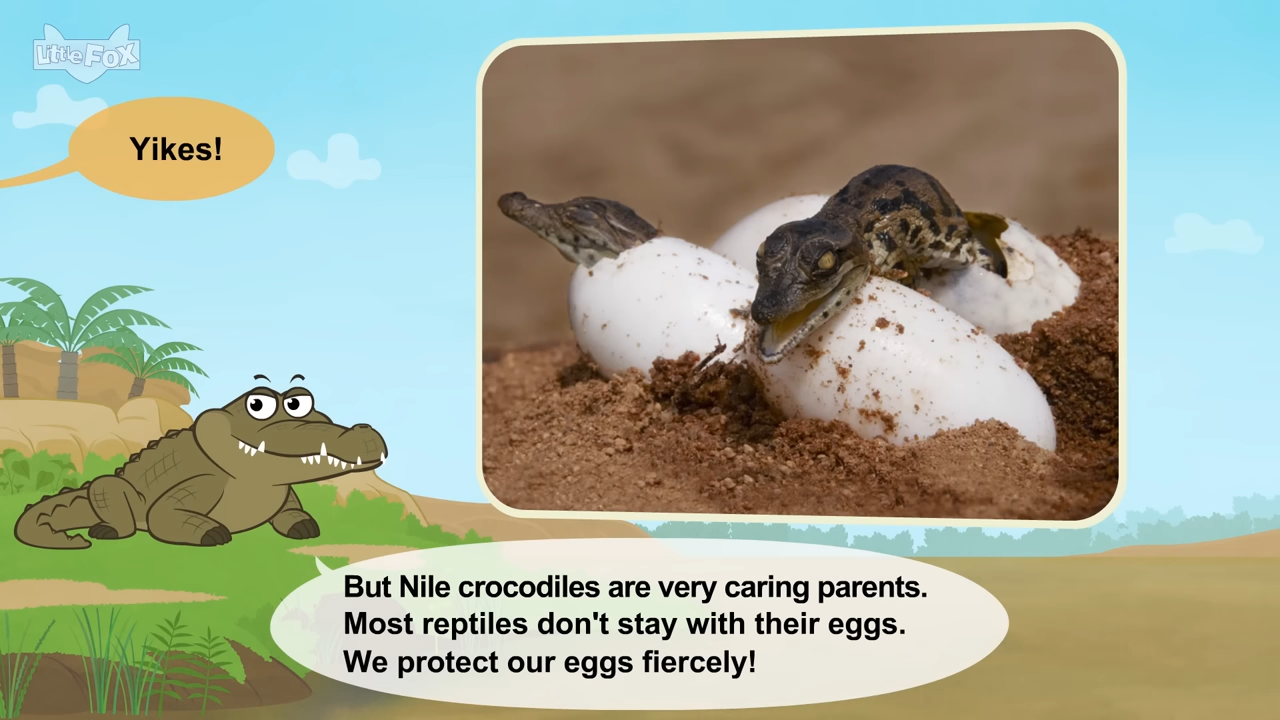 Little Fox
Yikes!
But Nile crocodiles are very caring parents.
Most reptiles don't stay with their eggs.
We protect our eggs fiercely!